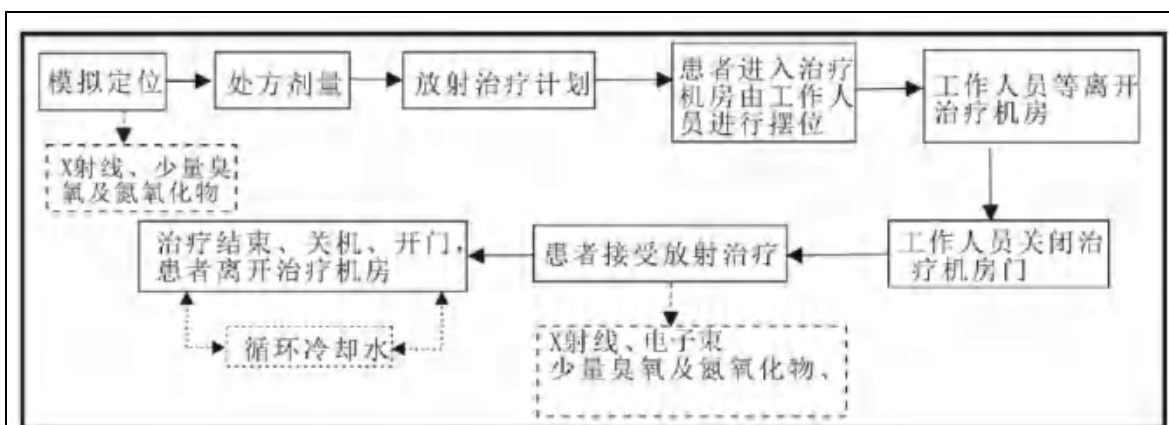 模拟定位
处方剂量
放射治疗计划
患者进入治疗
机房由工作人
员进行摆位
工作人员等离开
治疗机房
X射线、少量臭
氧及氮氧化物
治疗结束、关机、开门，
患者离开治疗机房
患者接受放射治疗
工作人员关闭治
疗机房门
循环冷却水
X射线、电子束
少量臭氧及氮氧化物、